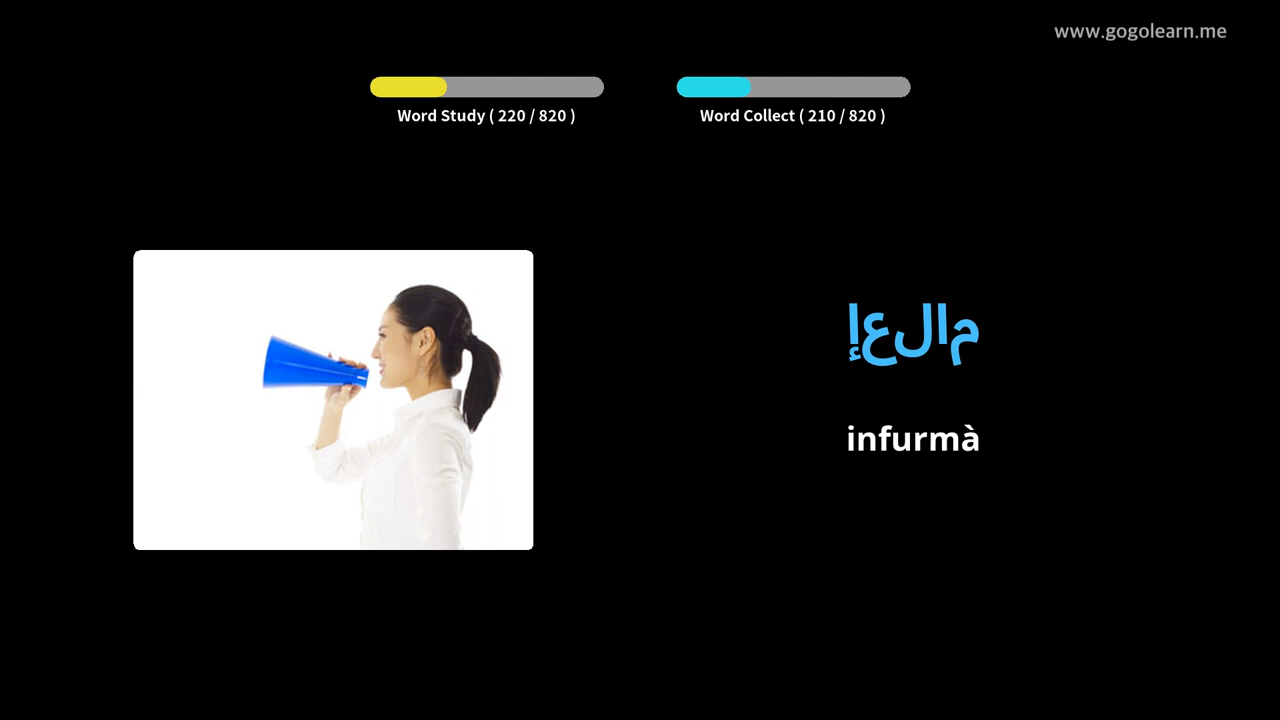 www.gogolearn.me
Word Study ( 220 / 820 )
Word Collect ( 210 / 820 )
إعلام
infurmà